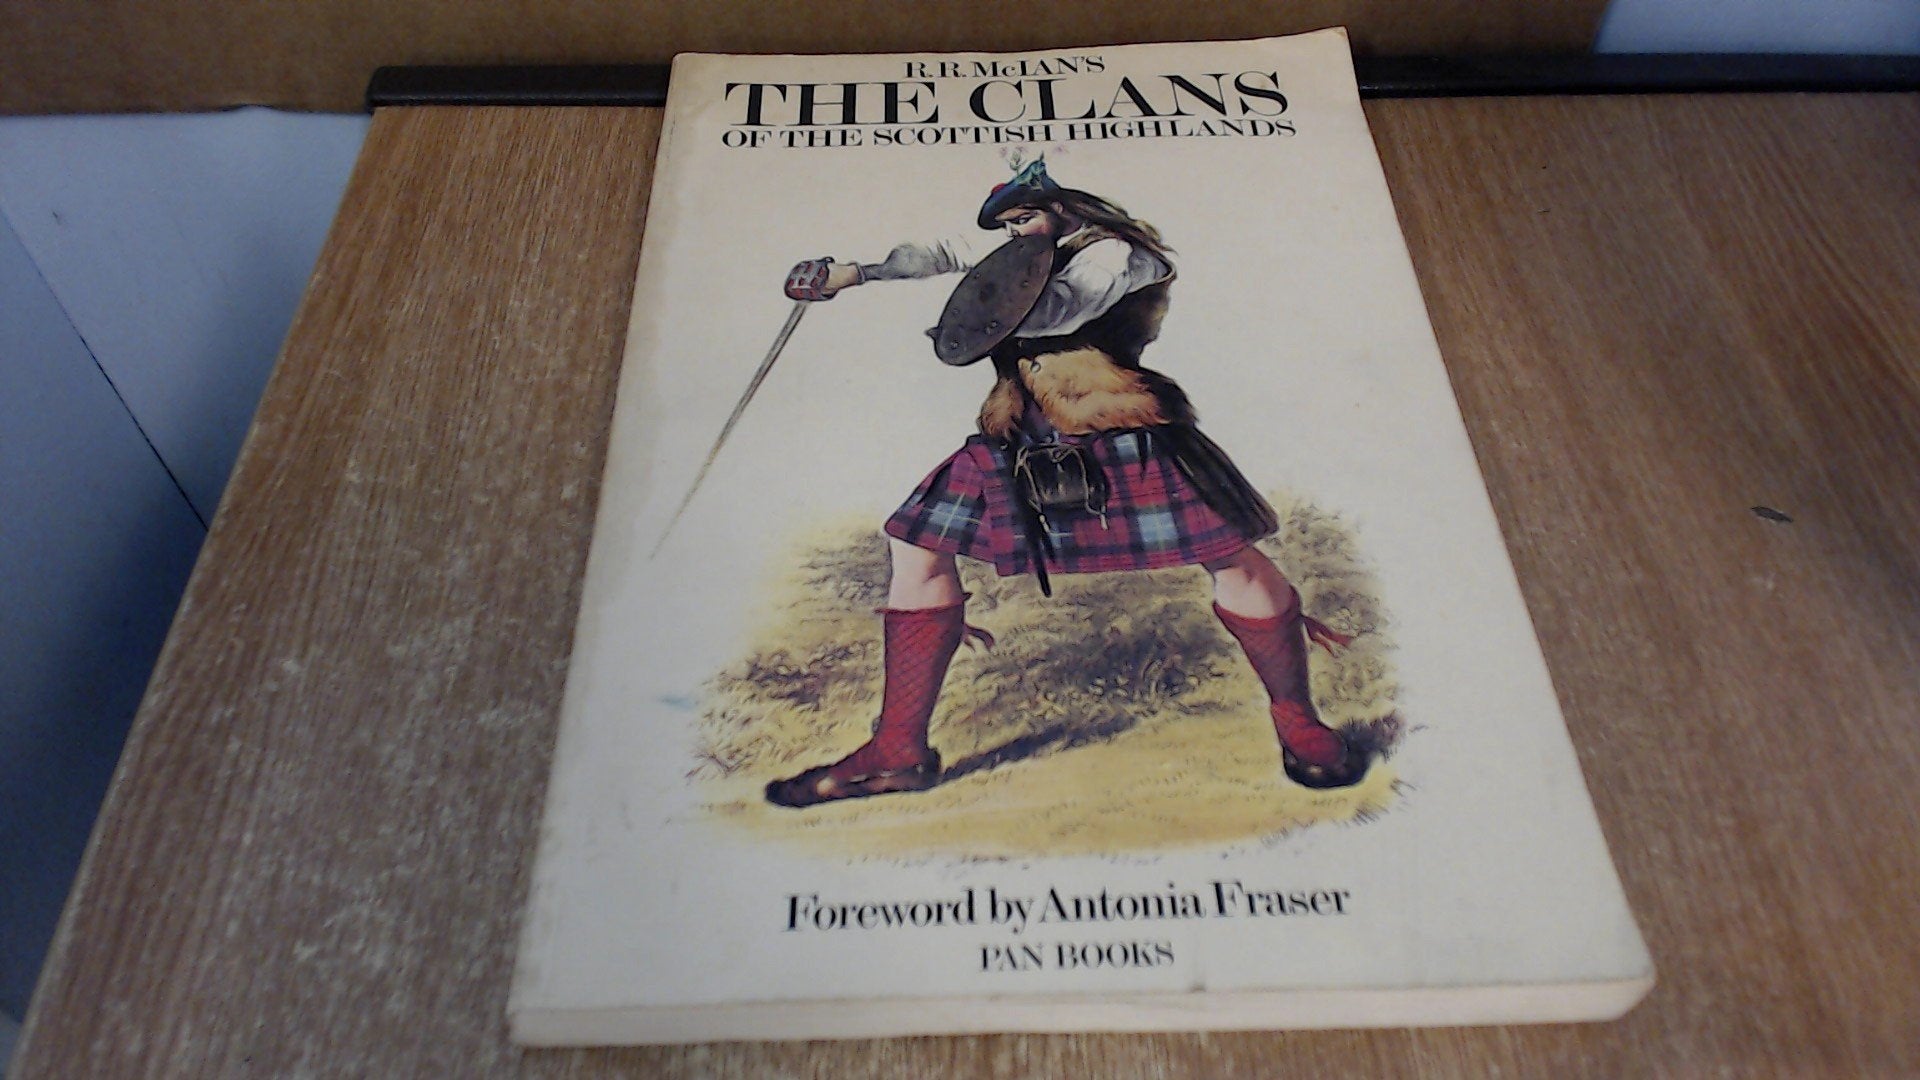 R.R. McIAN'S
THE CLANS
OF THE SCOTTISH HIGHLANDS
Foreword by Antonia Fraser
PAN BOOKS